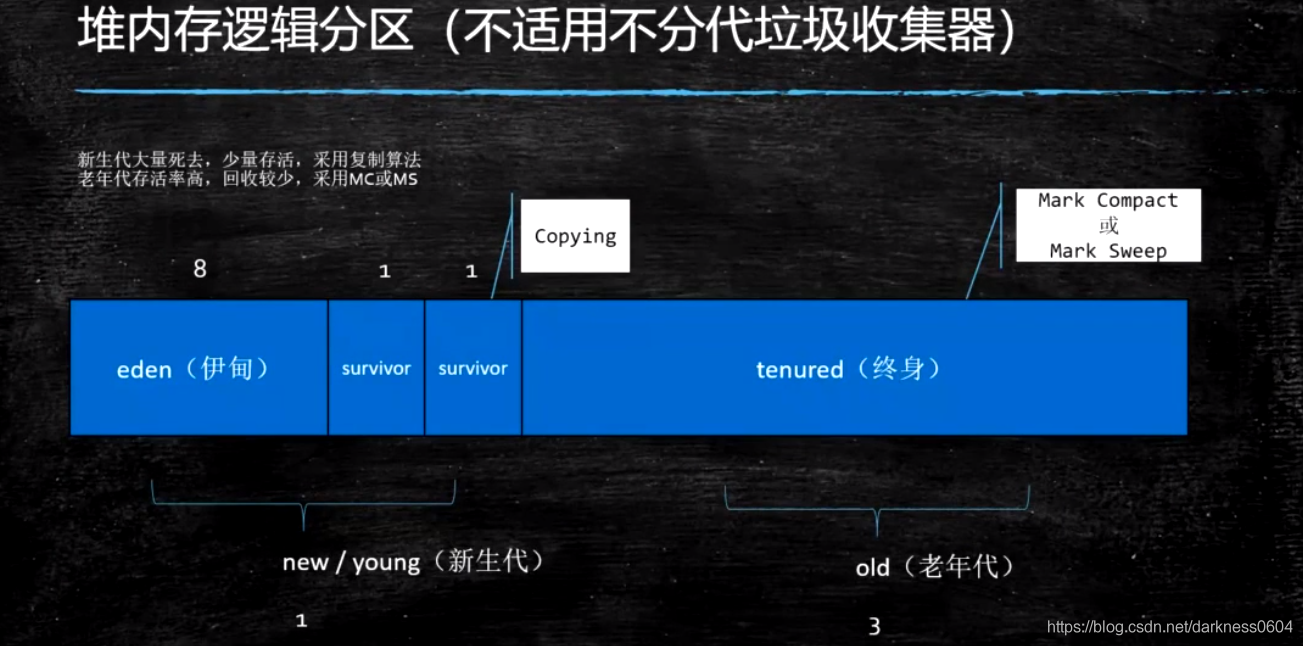 堆内存逻辑分区（不适用不分代垃圾收集器）
新生代大量死去，少量存活，采用复制算法
老年代存活率高，回收较少，采用MC或MS
Copying
Mark Compact
或
Mark Sweep
8
1
1
eden（伊甸）
survivor
survivor
tenured（终身）
new / young（新生代）
old（老年代）
1
3
https://blog.csdn.net/darkness0604